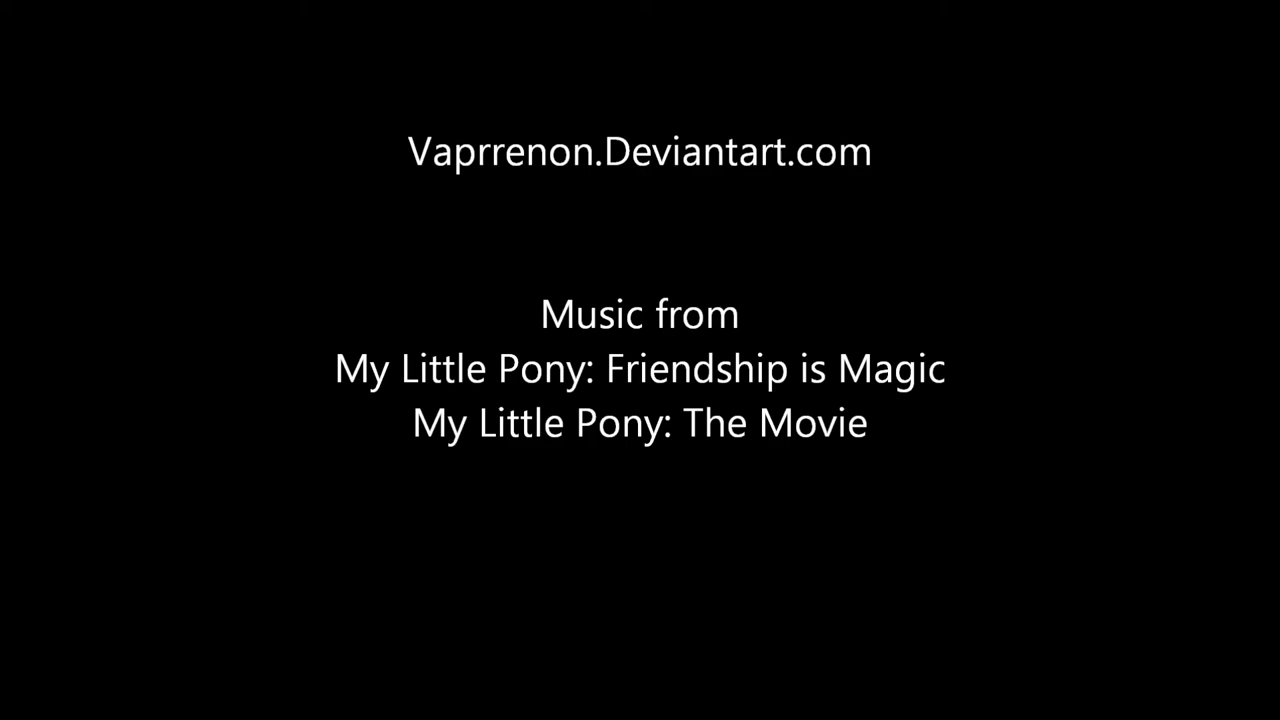 Vaprrenon.Deviantart.com
Music from
My Little Pony: Friendship is Magic
My Little Pony: The Movie